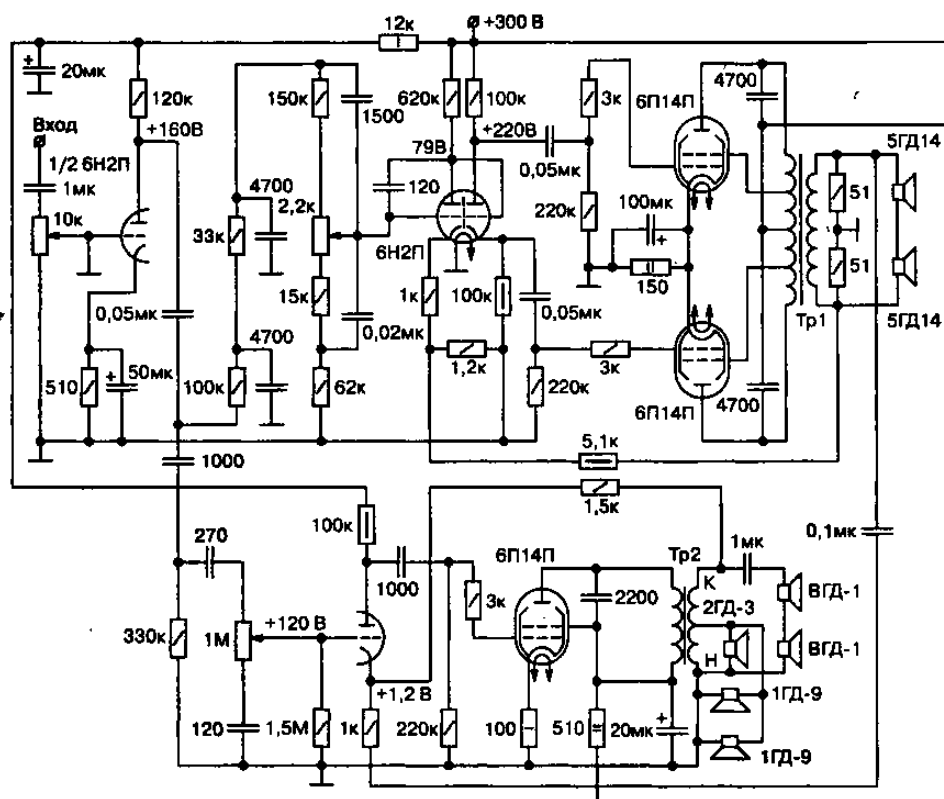 12к
+300 В
20мк
120к
150к
1500
620к
100к
3к
6П14П
4700
Вход
+160В
+220В
79В
5ГД14
1/2 6Н2П
1мк
4700
120
0,05мк
51
10к
2,2к
220к
100мк
33к
6Н2П
150
51
15к
1к
100к
0,05мк
Тр1
5ГД14
0,05мк
4700
0,02мк
1,2к
3к
510
50мк
100к
62к
220к
6П14П
4700
5,1к
1000
1,5к
100к
0,1мк
270
6П14П
Тр2
1мк
1000
3к
2200
К
2ГД-3
ВГД-1
330к
1М
+120 В
Н
ВГД-1
+1,2 В
1ГД-9
120
1,5М
1к
220к
100
510
20мк
1ГД-9